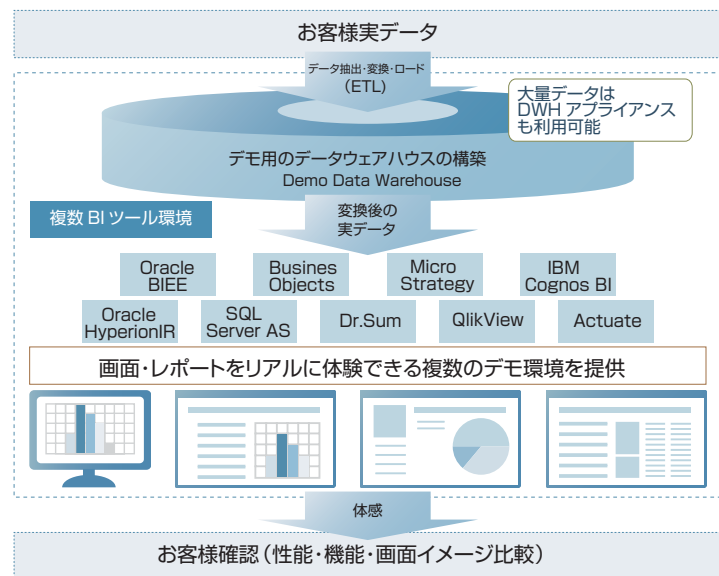 お客様実データ
データ抽出・変換・ロード
(ETL)
大量データは
DWH アプライアンス
も利用可能
デモ用のデータウェアハウスの構築
Demo Data Warehouse
複数 BI ツール環境
変換後の
実データ
Oracle
BIEE
Busines
Objects
Micro
Strategy
IBM
Cognos BI
Oracle
HyperionIR
SQL
Server AS
Dr.Sum
QlikView
Actuate
画面・レポートをリアルに体験できる複数のデモ環境を提供
体感
お客様確認(性能・機能・画面イメージ比較)